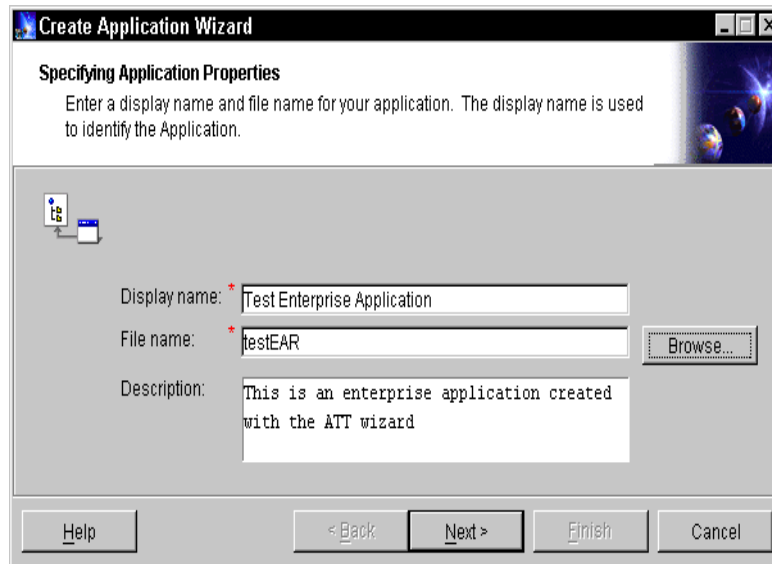 Create Application Wizard
Specifying Application Properties
Enter a display name and file name for your application. The display name is used
to identify the Application.
Display name: * Test Enterprise Application
File name: * testEAR
Browse...
Description: This is an enterprise application created
with the ATT wizard
Help
< Back
Next >
Finish
Cancel